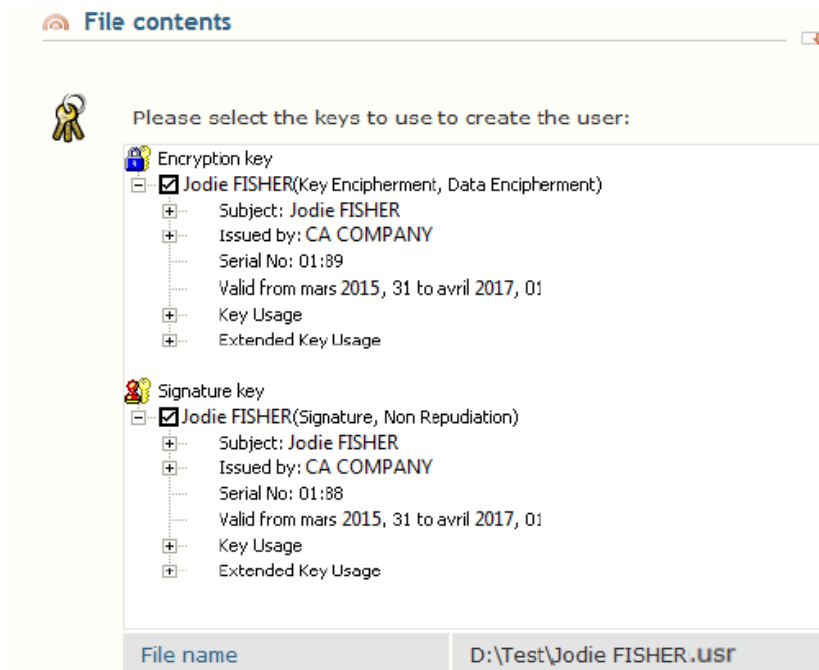 File contents
Please select the keys to use to create the user:
Encryption key
Jodie FISHER(Key Encipherment, Data Encipherment)
Subject: Jodie FISHER
Issued by: CA COMPANY
Serial No: 01:89
Valid from mars 2015, 31 to avril 2017, 01
Key Usage
Extended Key Usage
Signature key
Jodie FISHER(Signature, Non Repudiation)
Subject: Jodie FISHER
Issued by: CA COMPANY
Serial No: 01:88
Valid from mars 2015, 31 to avril 2017, 01
Key Usage
Extended Key Usage
File name D:\Test\Jodie FISHER.usr